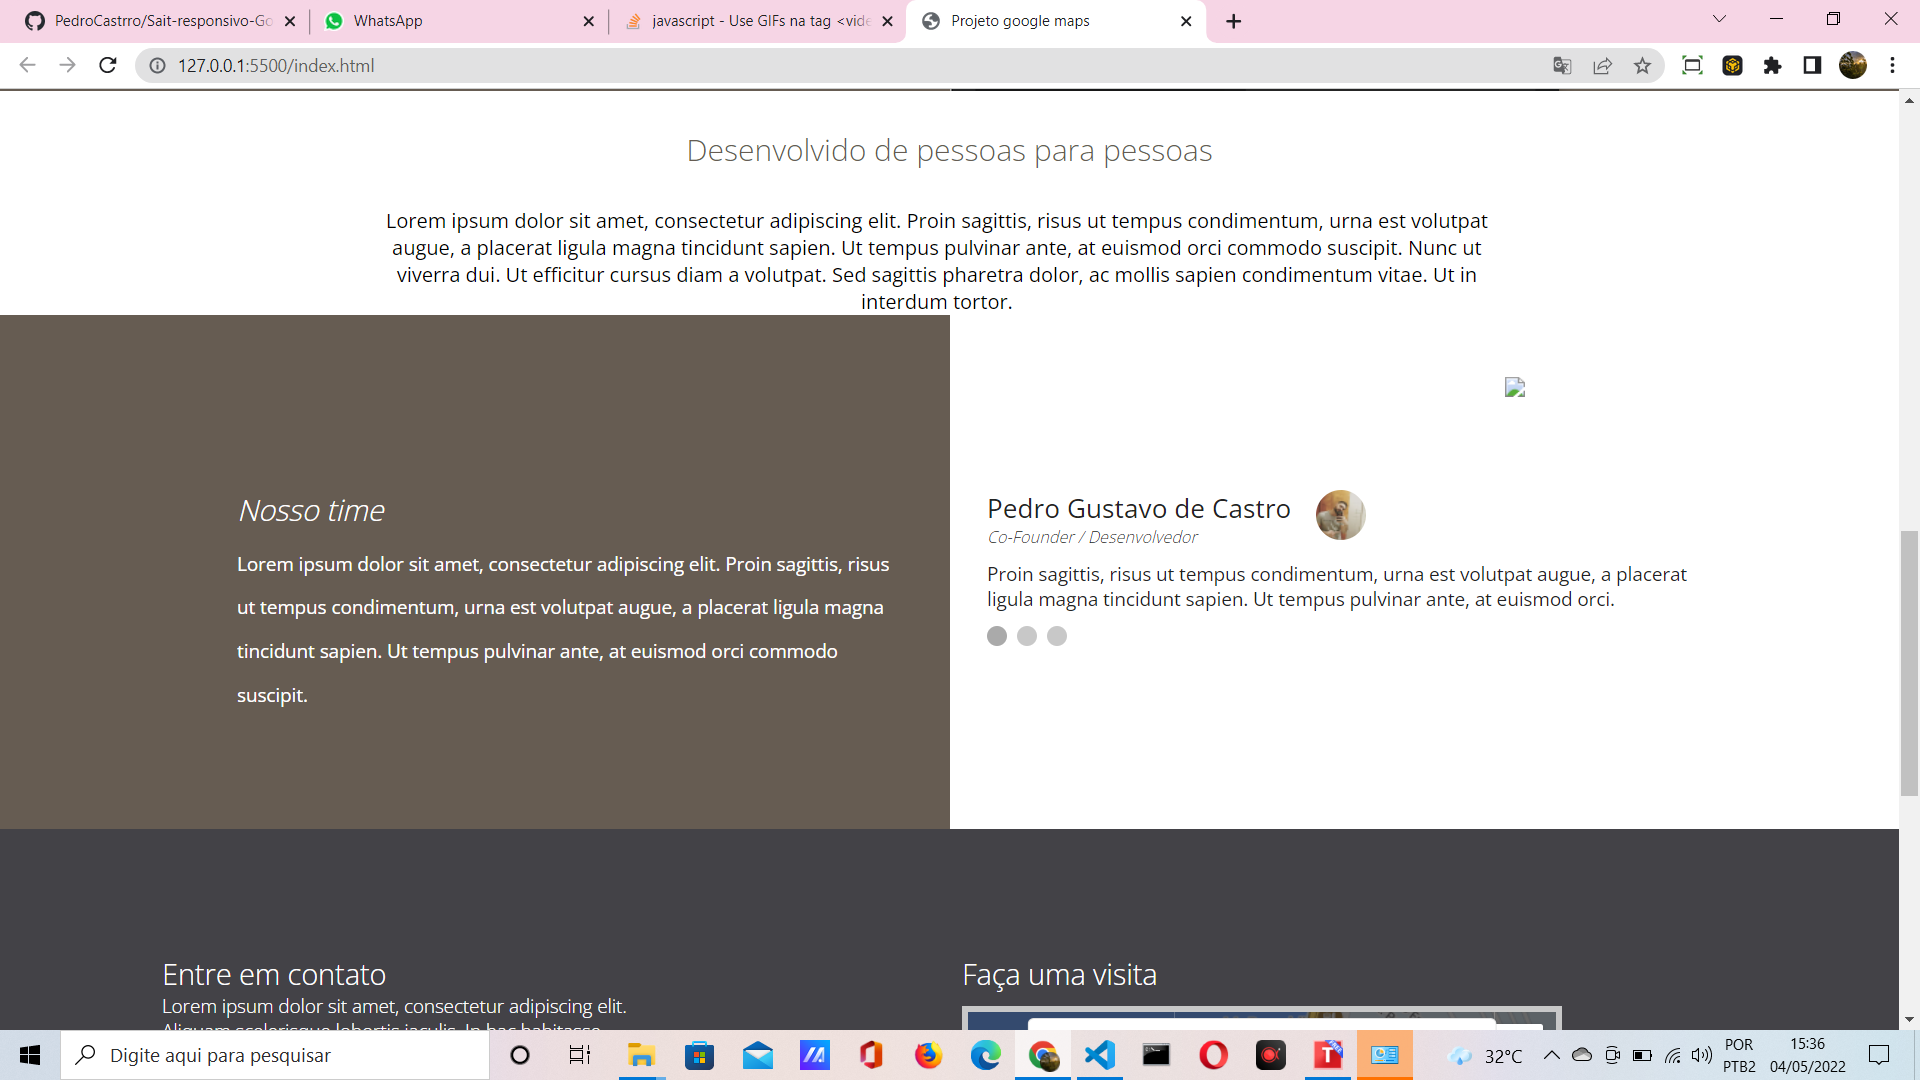 PedroCastrro/Sait-responsivo-Go
WhatsApp
javascript - Use GIFs na tag <vide
Projeto google maps
127.0.0.1:5500/index.html
Desenvolvido de pessoas para pessoas
Lorem ipsum dolor sit amet, consectetur adipiscing elit. Proin sagittis, risus ut tempus condimentum, urna est volutpat
augue, a placerat ligula magna tincidunt sapien. Ut tempus pulvinar ante, at euismod orci commodo suscipit. Nunc ut
viverra dui. Ut efficitur cursus diam a volutpat. Sed sagittis pharetra dolor, ac mollis sapien condimentum vitae. Ut in
interdum tortor.
Nosso time
Lorem ipsum dolor sit amet, consectetur adipiscing elit. Proin sagittis, risus
ut tempus condimentum, urna est volutpat augue, a placerat ligula magna
tincidunt sapien. Ut tempus pulvinar ante, at euismod orci commodo
suscipit.
Pedro Gustavo de Castro
Co-Founder / Desenvolvedor
Proin sagittis, risus ut tempus condimentum, urna est volutpat augue, a placerat
ligula magna tincidunt sapien. Ut tempus pulvinar ante, at euismod orci.
Entre em contato
Lorem ipsum dolor sit amet, consectetur adipiscing elit.
Aliquam scelerisque lobortis iaculis. In hac habitasse
Faça uma visita
Digite aqui para pesquisar
32°C
POR
PTB2
15:36
04/05/2022